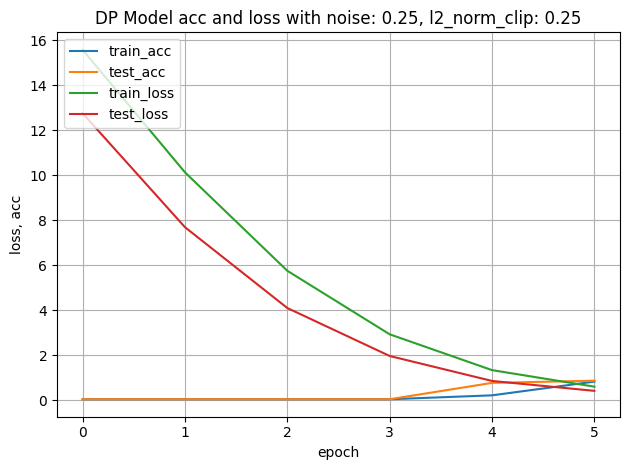 DP Model acc and loss with noise: 0.25, l2_norm_clip: 0.25
16
14
12
10
8
6
4
2
0
loss, acc
train_acc
test_acc
train_loss
test_loss
0 1 2 3 4 5
epoch